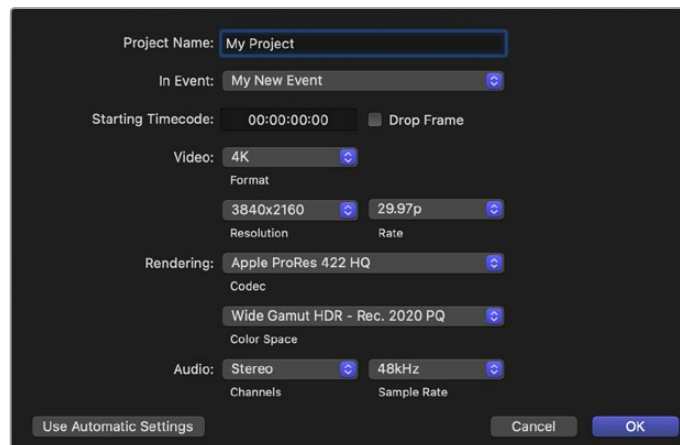 Project Name: My Project
In Event: My New Event
Starting Timecode: 00:00:00:00 Drop Frame
Video: 4K
Format
3840x2160 29.97p
Resolution Rate
Rendering: Apple ProRes 422 HQ
Codec
Wide Gamut HDR - Rec. 2020 PQ
Color Space
Audio: Stereo 48kHz
Channels Sample Rate
Use Automatic Settings Cancel OK